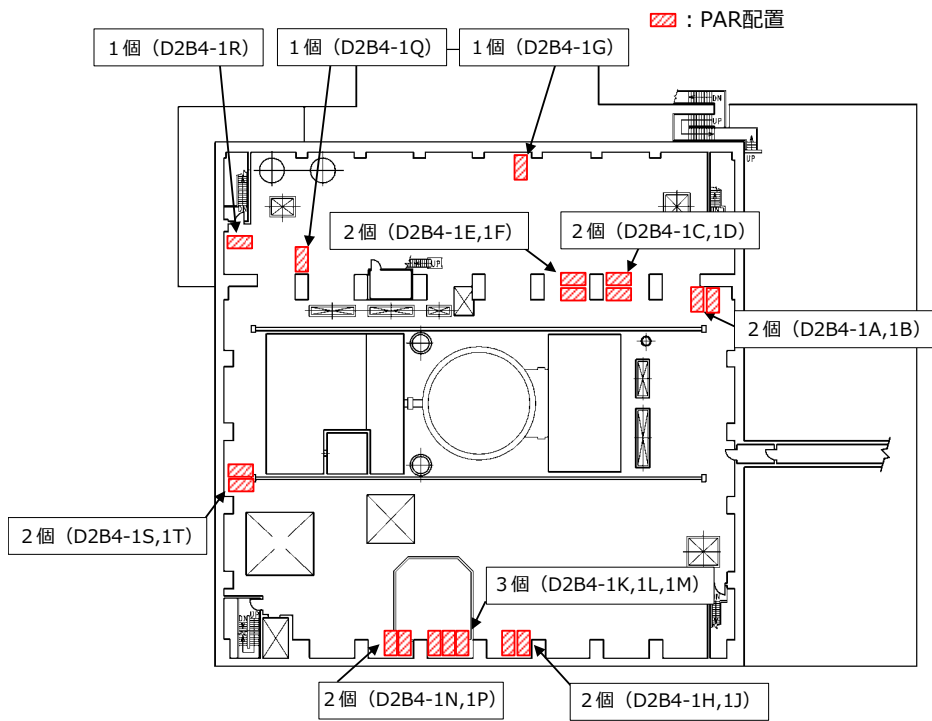 ：PAR配置
1個（D2B4-1R）
1個（D2B4-1Q）
1個（D2B4-1G）
DN
UP
UP
2個（D2B4-1E,1F）
2個（D2B4-1C,1D）
UP
2個（D2B4-1A,1B）
2個（D2B4-1S,1T）
3個（D2B4-1K,1L,1M）
DN
UP
2個（D2B4-1N,1P）
2個（D2B4-1H,1J）